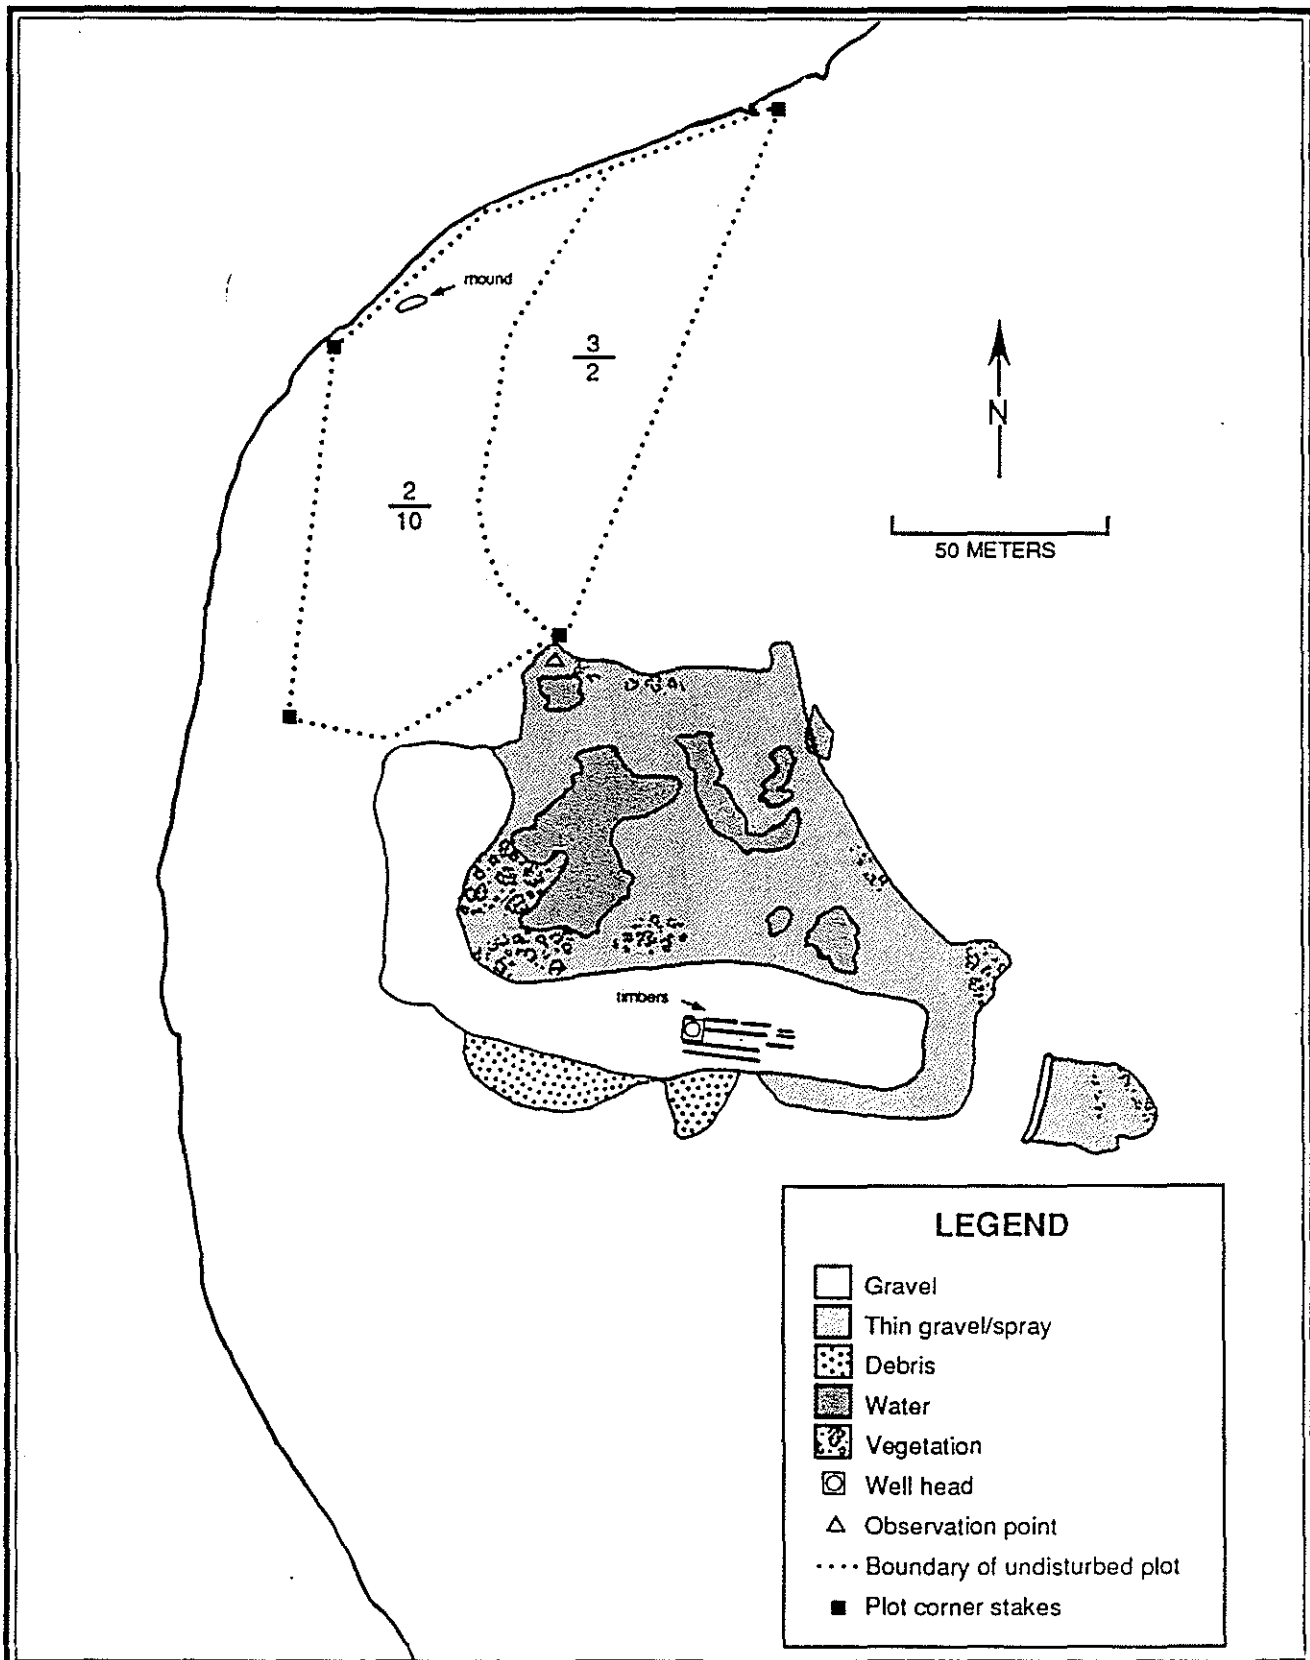 mound
3
2
N
2
10
50 METERS
timbers
LEGEND
Gravel
Thin gravel/spray
Debris
Water
Vegetation
Well head
Observation point
Boundary of undisturbed plot
Plot corner stakes